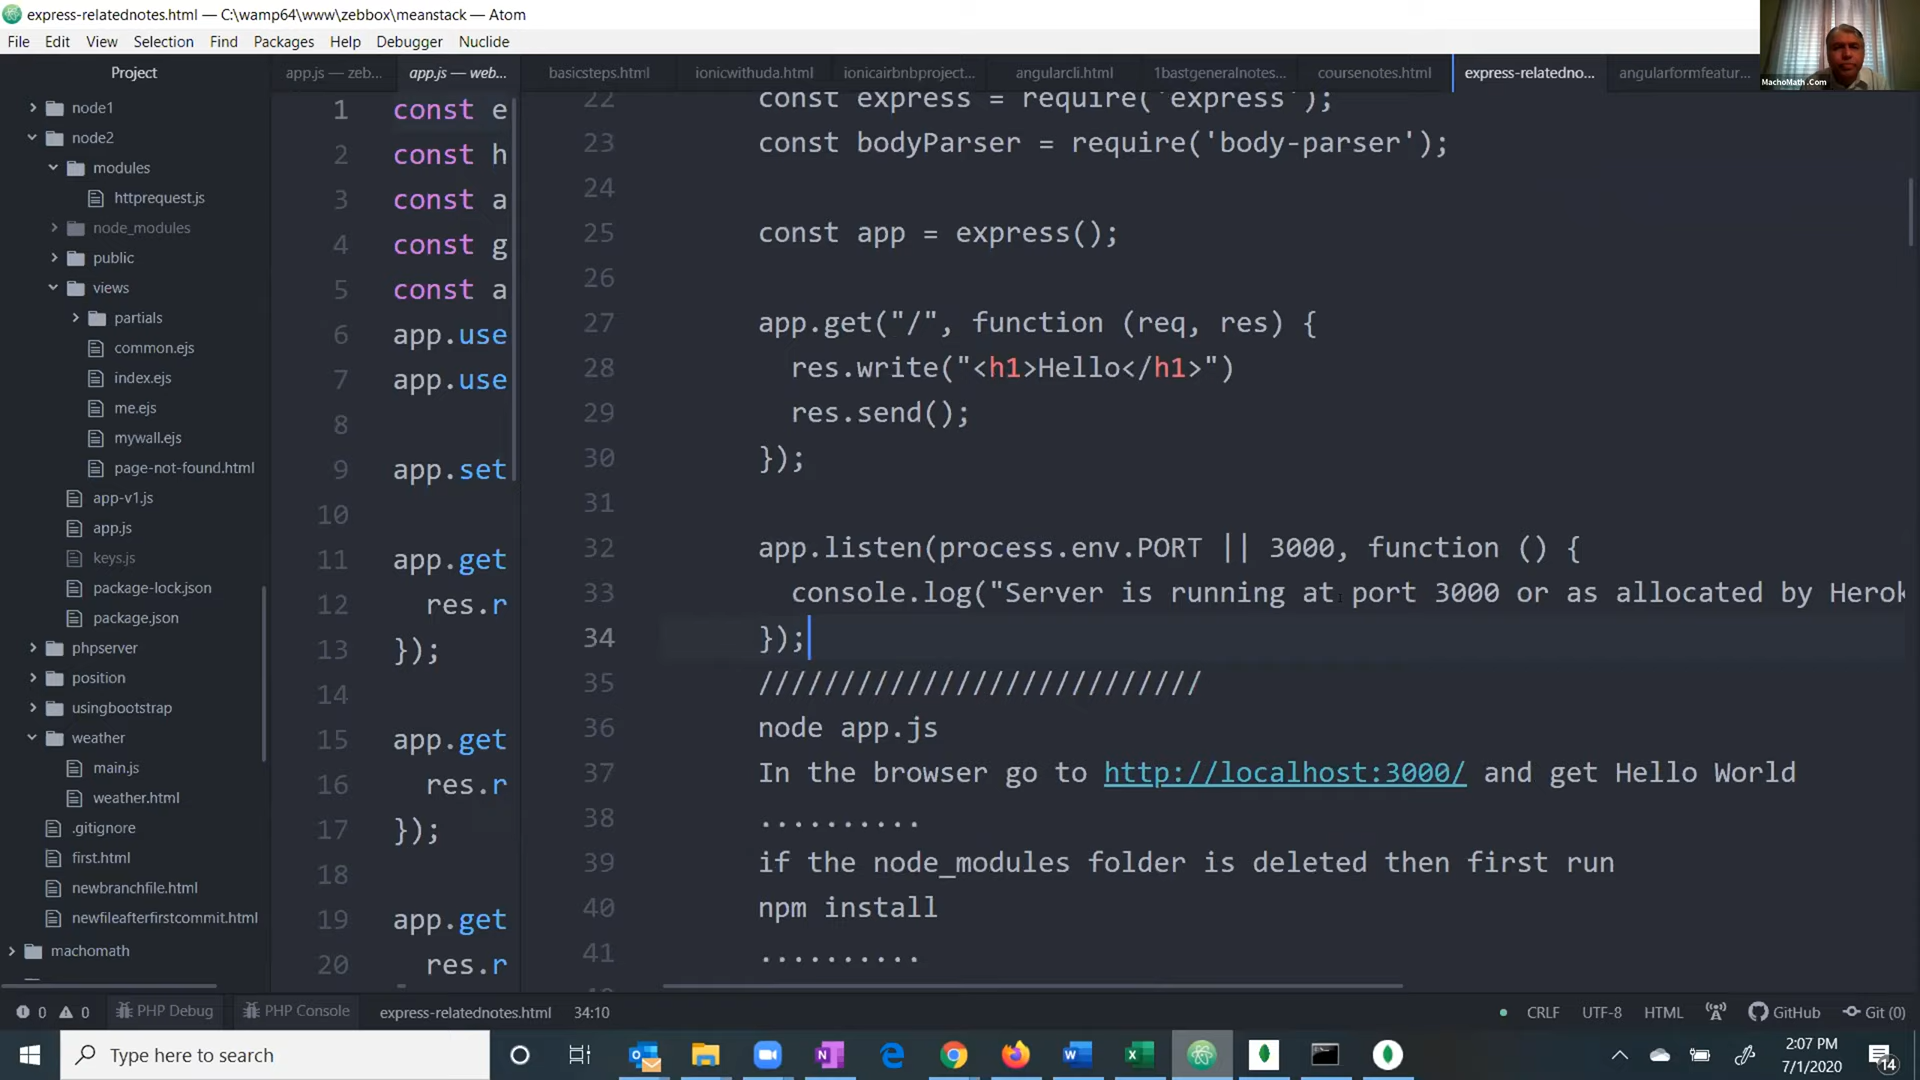 express-relatednotes.html — C:\wamp64\www\zebbox\meanstack — Atom
File Edit View Selection Find Packages Help Debugger Nuclide
MachoMath .Com
Project
app.js — zeb...
app.js — web...
basicsteps.html
ionicwithuda.html
ionicairbnbproject...
angularcli.html
1bastgeneralnotes...
coursenotes.html
express-relatedno...
angularformfeatur...
node1
node2
modules
httprequest.js
node_modules
public
views
partials
common.ejs
index.ejs
me.ejs
mywall.ejs
page-not-found.html
app-v1.js
app.js
keys.js
package-lock.json
package.json
phpserver
position
usingbootstrap
weather
main.js
weather.html
.gitignore
first.html
newbranchfile.html
newfileafterfirstcommit.html
machomath
1 const e
2 const h
3 const a
4 const g
5 const a
6 app.use
7 app.use
8
9 app.set
10
11 app.get
12 res.r
13 });
14
15 app.get
16 res.r
17 });
18
19 app.get
20 res.r
22 const express = require('express');
23 const bodyParser = require('body-parser');
24
25 const app = express();
26
27 app.get("/", function (req, res) {
28 res.write("<h1>Hello</h1>")
29 res.send();
30 });
31
32 app.listen(process.env.PORT || 3000, function () {
33 console.log("Server is running at port 3000 or as allocated by Herok
34 });
35 ///////////////////////////
36 node app.js
37 In the browser go to http://localhost:3000/ and get Hello World
38 ..........
39 if the node_modules folder is deleted then first run
40 npm install
41 ..........
0 0 PHP Debug PHP Console express-relatednotes.html 34:10
CRLF UTF-8 HTML GitHub Git (0)
Type here to search
2:07 PM
7/1/2020
14